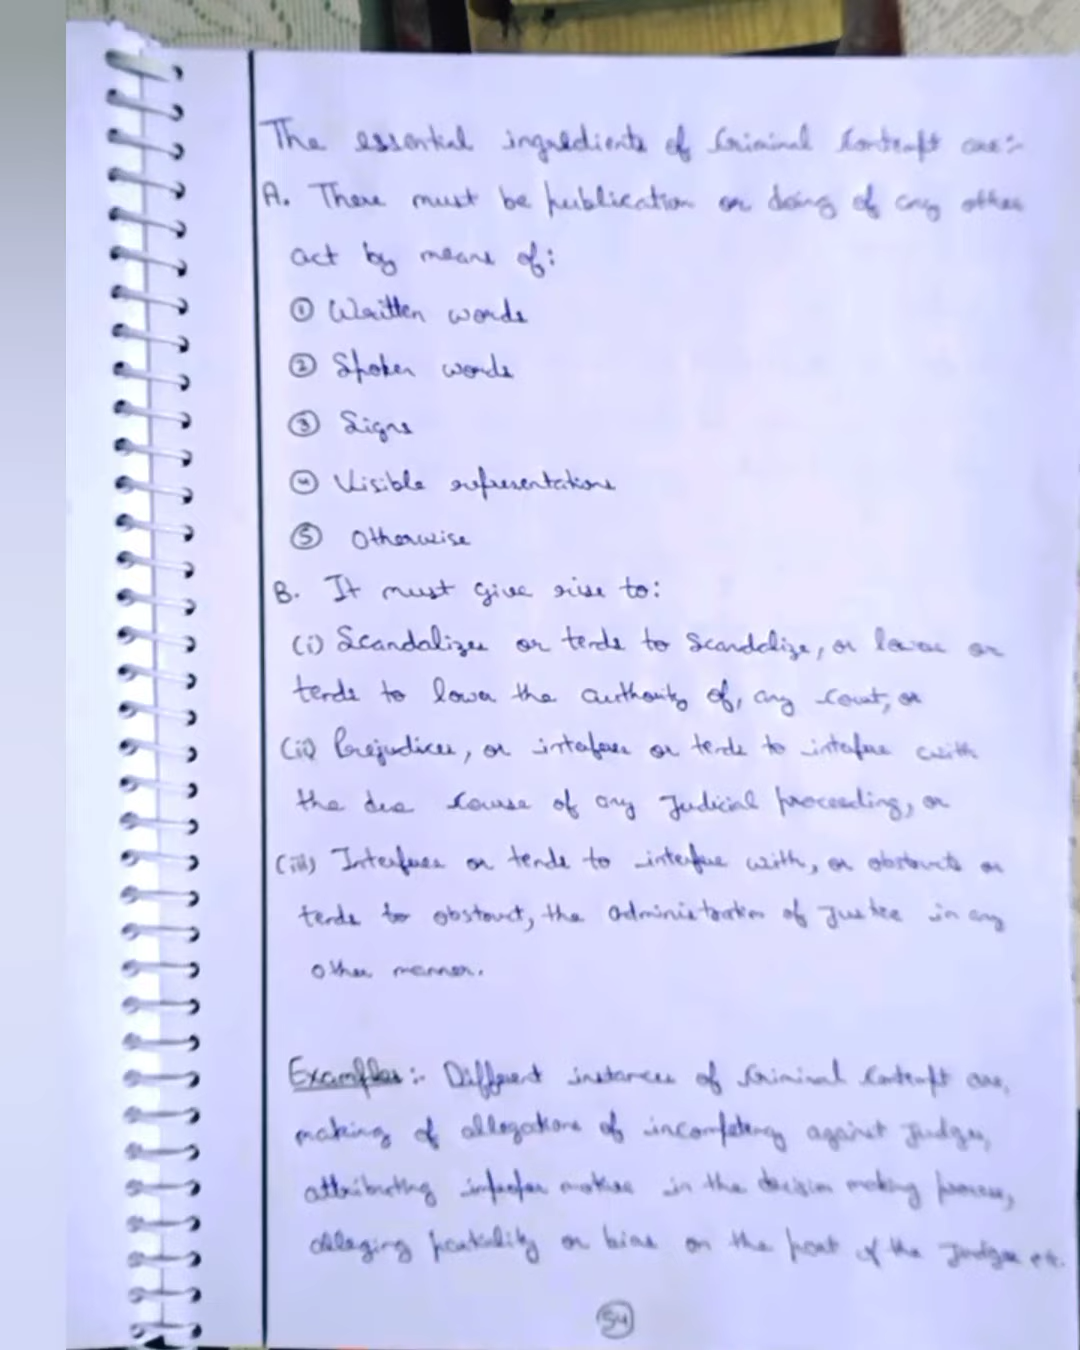 The essential ingredients of Criminal Contempt are:-
A. There must be publication or doing of any other
act by means of:
① Written words
② Spoken words
③ Signs
④ Visible representations
⑤ Otherwise
B. It must give rise to:
(i) Scandalizes or tends to Scandalize, or lowers or
tends to lower the authority of, any court, or
(ii) Prejudices, or interferes or tends to interfere with
the due course of any Judicial proceeding, or
(iii) Interferes or tends to interfere with, or obstructs or
tends to obstruct, the administration of Justice in any
other manner.
Examples:- Different instances of Criminal Contempt are,
making of allegations of incompetency against Judges,
attributing improper motives in the decision making process,
alleging partiality or bias on the part of the Judges etc.
54